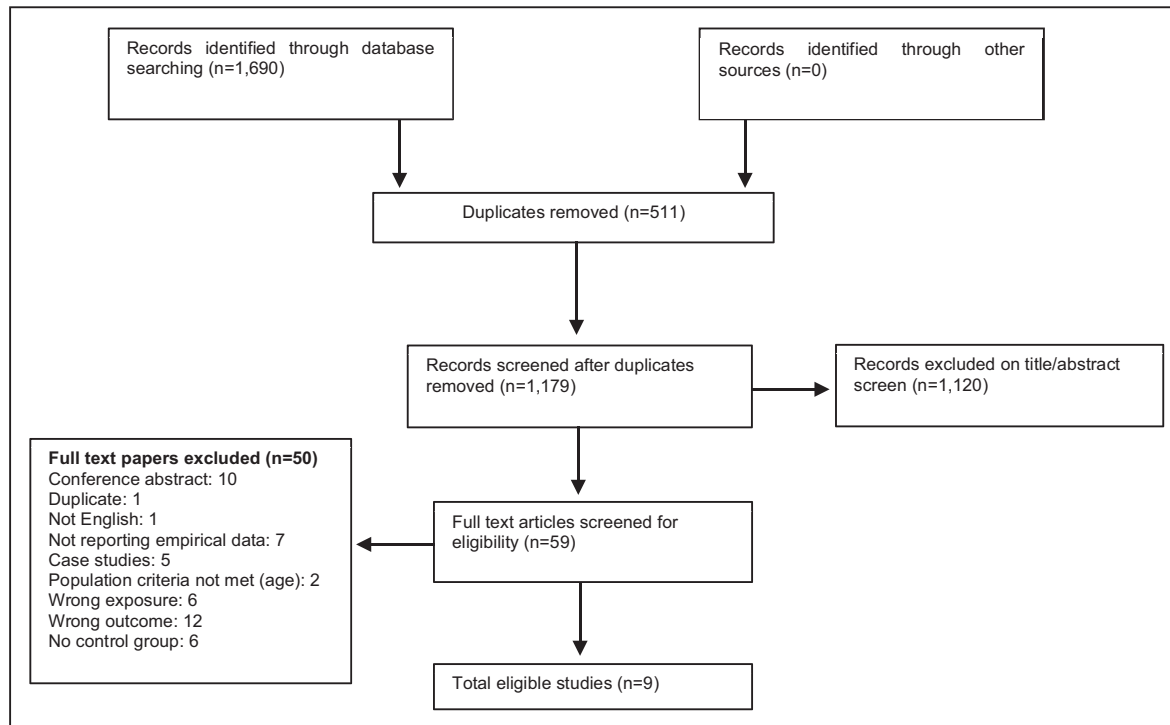 Records identified through database
searching (n=1,690)
Records identified through other
sources (n=0)
Duplicates removed (n=511)
Records screened after duplicates
removed (n=1,179)
Records excluded on title/abstract
screen (n=1,120)
Full text papers excluded (n=50)
Conference abstract: 10
Duplicate: 1
Not English: 1
Not reporting empirical data: 7
Case studies: 5
Population criteria not met (age): 2
Wrong exposure: 6
Wrong outcome: 12
No control group: 6
Full text articles screened for
eligibility (n=59)
Total eligible studies (n=9)